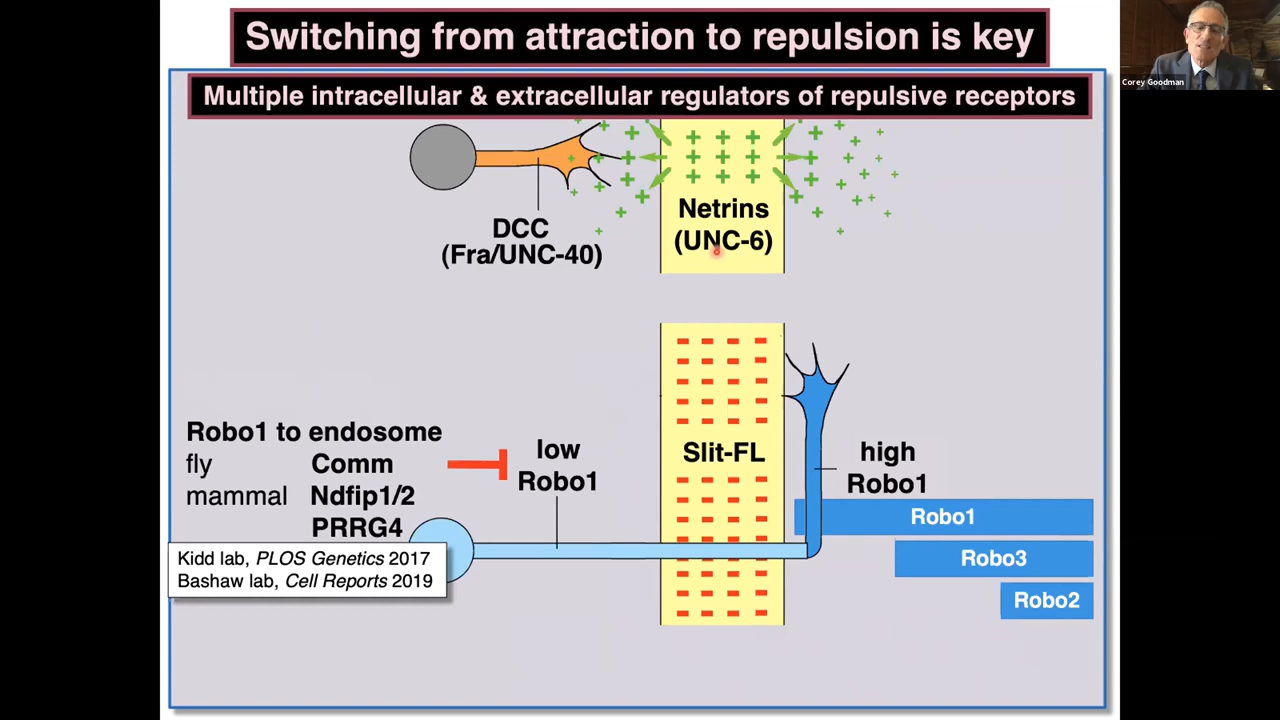 Switching from attraction to repulsion is key
Corey Goodman
Multiple intracellular & extracellular regulators of repulsive receptors
DCC
(Fra/UNC-40)
Netrins
(UNC-6)
Robo1 to endosome
fly Comm
mammal Ndfip1/2
PRRG4
low
Robo1
Slit-FL
high
Robo1
Robo1
Robo3
Robo2
Kidd lab, PLOS Genetics 2017
Bashaw lab, Cell Reports 2019